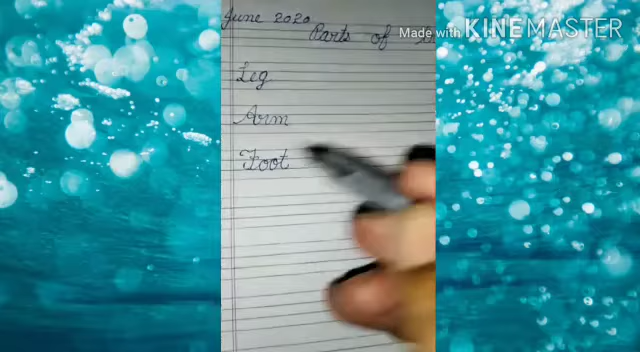 June 2020
Parts of
Leg
Arm
Foot
Made with KINEMASTER